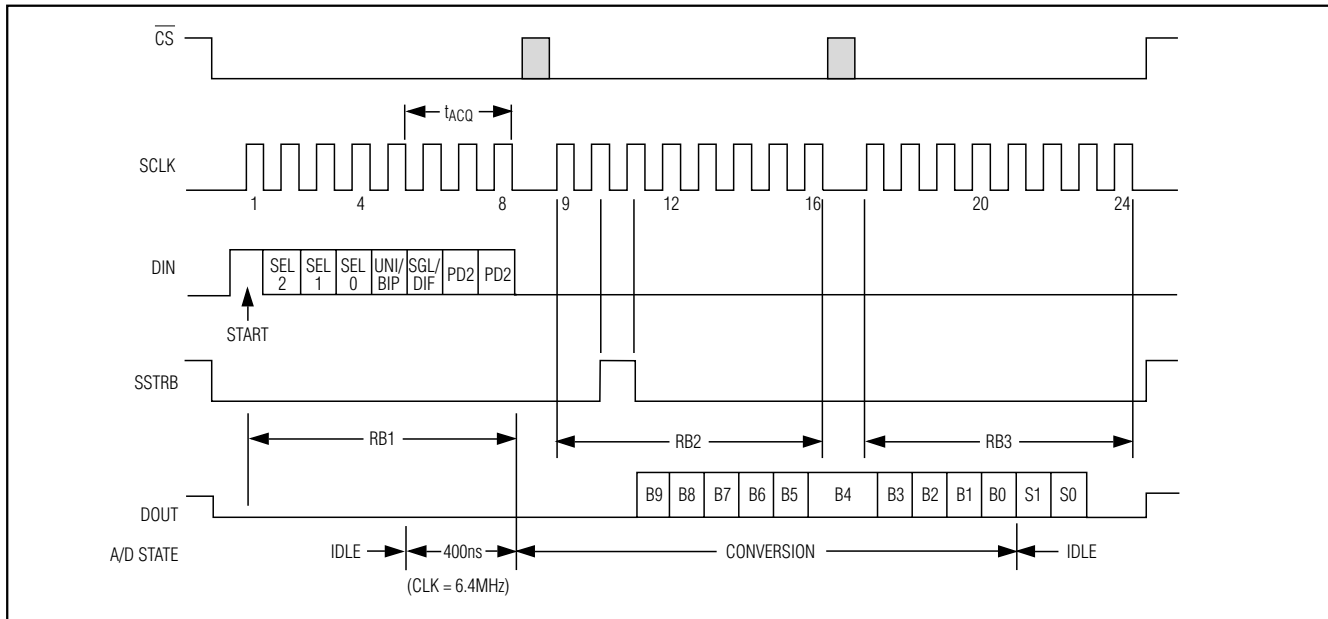 CS
tACQ
SCLK
1 4 8 9 12 16 20 24
DIN
SEL 2
SEL 1
SEL 0
UNI/ BIP
SGL/ DIF
PD2
PD2
START
SSTRB
RB1
RB2
RB3
DOUT
B9 B8 B7 B6 B5 B4 B3 B2 B1 B0 S1 S0
A/D STATE
IDLE
400ns
CONVERSION
IDLE
(CLK = 6.4MHz)